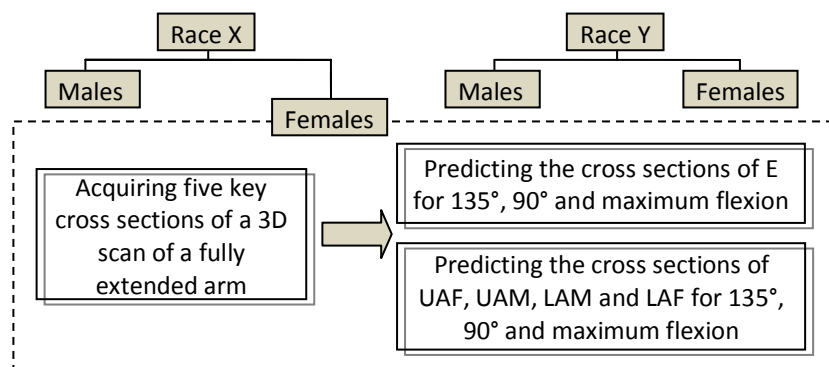 Race X
Race Y
Males
Females
Males
Females
Acquiring five key
cross sections of a 3D
scan of a fully
extended arm
Predicting the cross sections of E
for 135°, 90° and maximum flexion
Predicting the cross sections of
UAF, UAM, LAM and LAF for 135°,
90° and maximum flexion